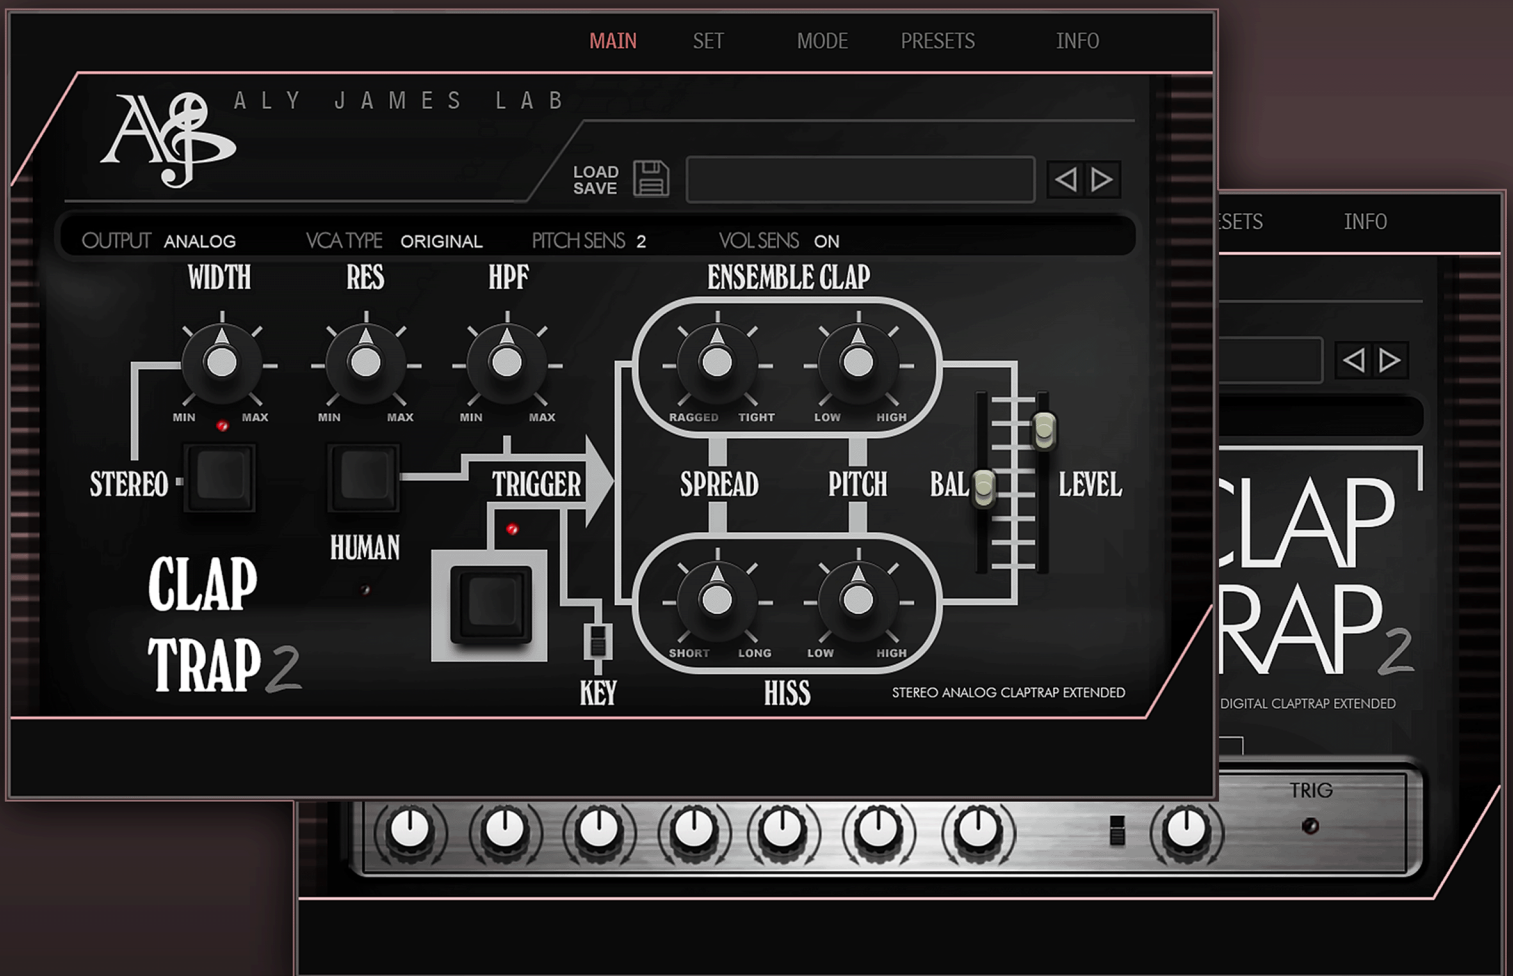 MAIN SET MODE PRESETS INFO
ALY JAMES LAB
LOAD
SAVE
OUTPUT ANALOG VCA TYPE ORIGINAL PITCH SENS 2 VOL SENS ON
WIDTH RES HPF ENSEMBLE CLAP
MIN MAX MIN MAX MIN MAX RAGGED TIGHT LOW HIGH
STEREO TRIGGER SPREAD PITCH BAL LEVEL
HUMAN
CLAP
TRAP 2
SHORT LONG LOW HIGH
KEY HISS STEREO ANALOG CLAPTRAP EXTENDED
ESETS INFO
CLAP
RAP 2
DIGITAL CLAPTRAP EXTENDED
TRIG